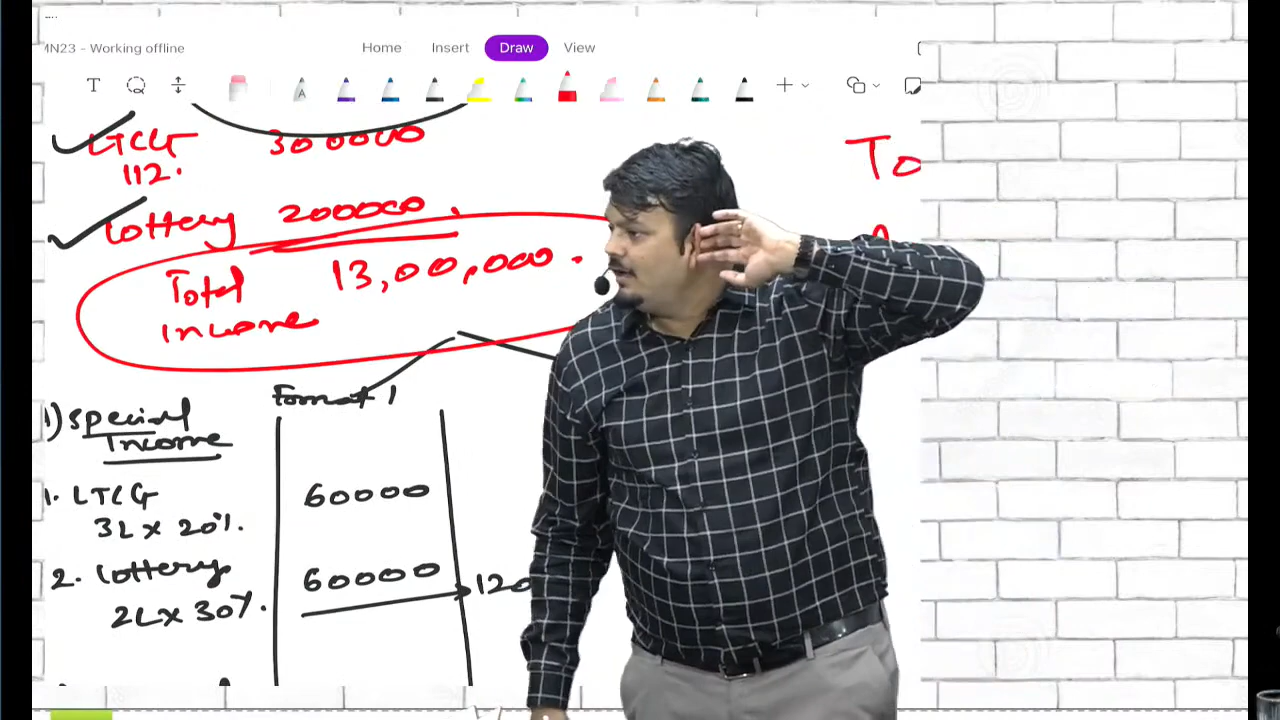 MN23 - Working offline
Home Insert Draw View
LTCG 300000
112.
Lottery 200000.
Total 13,00,000.
income
To
Format 1
1) Special
Income
1. LTCG 60000
3L x 20%.
2. Lottery 60000 120
2L x 30%.